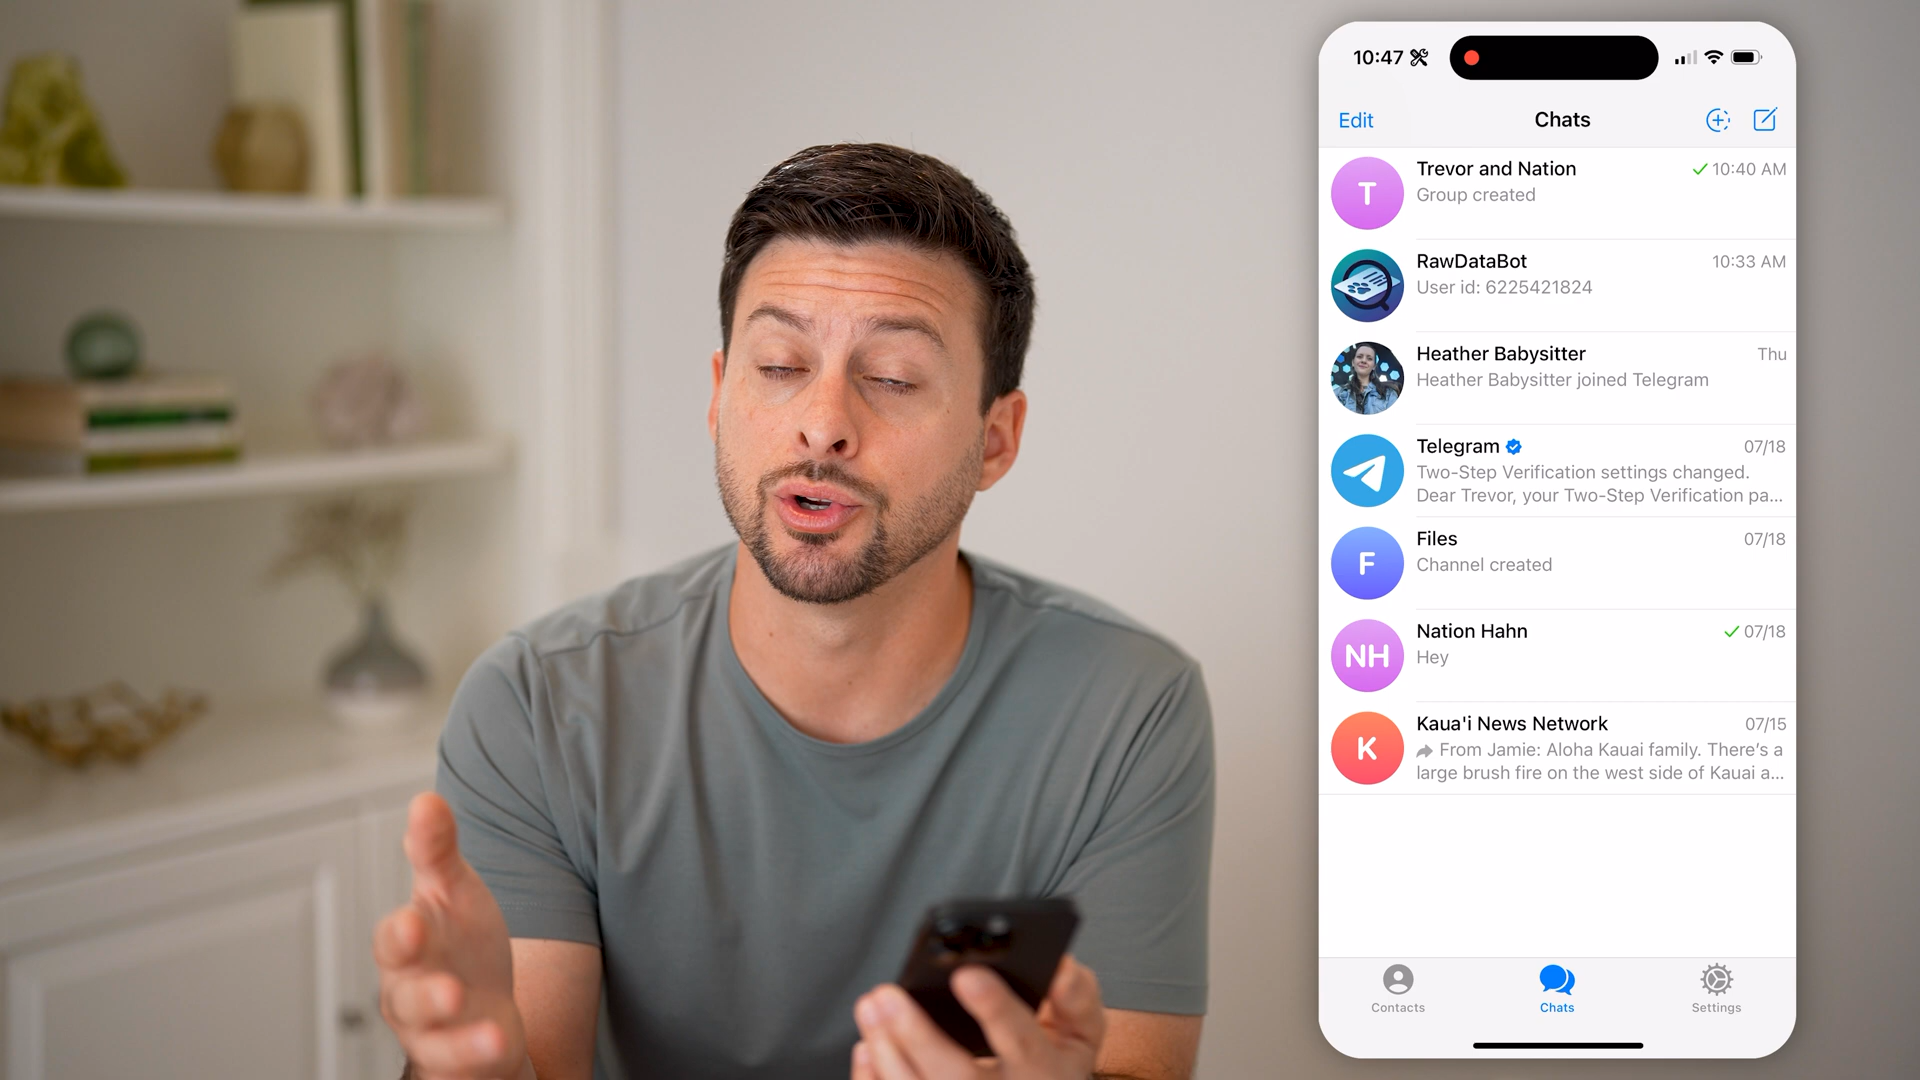 10:47
Edit
Chats
T
Trevor and Nation
10:40 AM
Group created
RawDataBot
10:33 AM
User id: 6225421824
Heather Babysitter
Thu
Heather Babysitter joined Telegram
Telegram
07/18
Two-Step Verification settings changed.
Dear Trevor, your Two-Step Verification pa...
F
Files
07/18
Channel created
NH
Nation Hahn
07/18
Hey
K
Kaua'i News Network
07/15
From Jamie: Aloha Kauai family. There's a
large brush fire on the west side of Kauai a...
Contacts
Chats
Settings